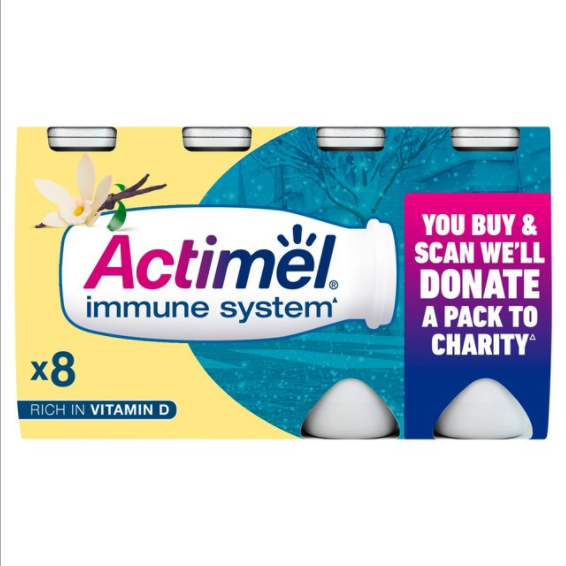 Actimel®
immune system▲
x8
RICH IN VITAMIN D
YOU BUY &
SCAN WE'LL
DONATE
A PACK TO
CHARITY△